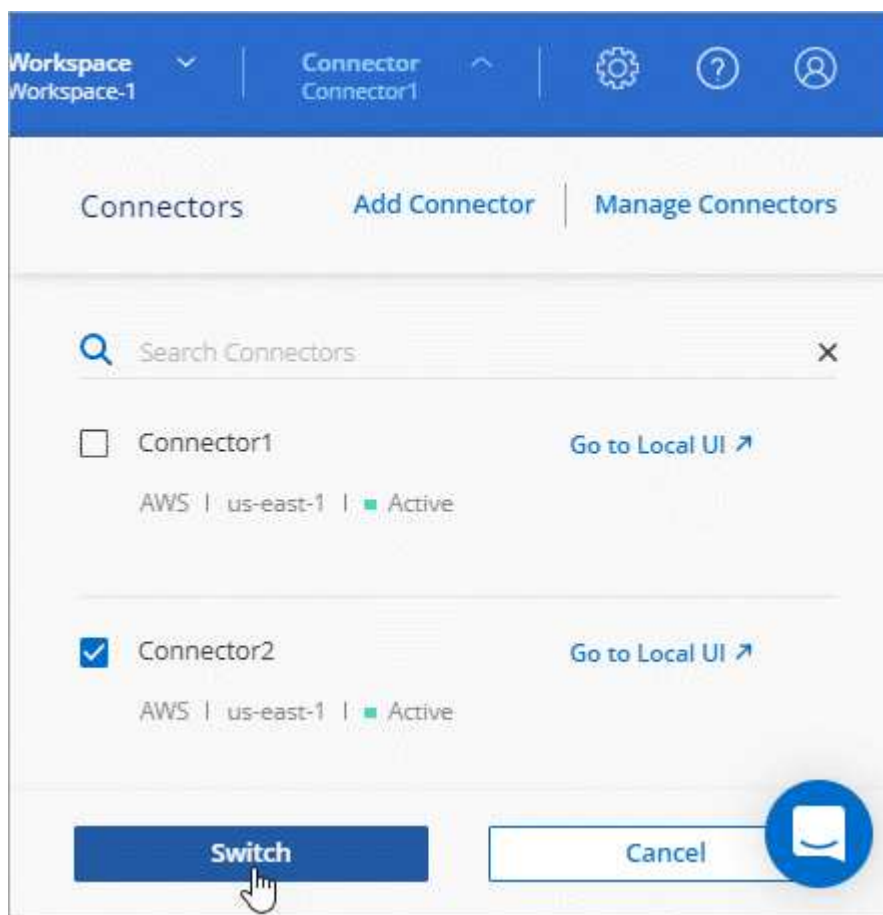 Workspace
Workspace-1
Connector
Connector1
Connectors
Add Connector
Manage Connectors
Search Connectors
Connector1
Go to Local UI
AWS | us-east-1 | Active
Connector2
Go to Local UI
AWS | us-east-1 | Active
Switch
Cancel